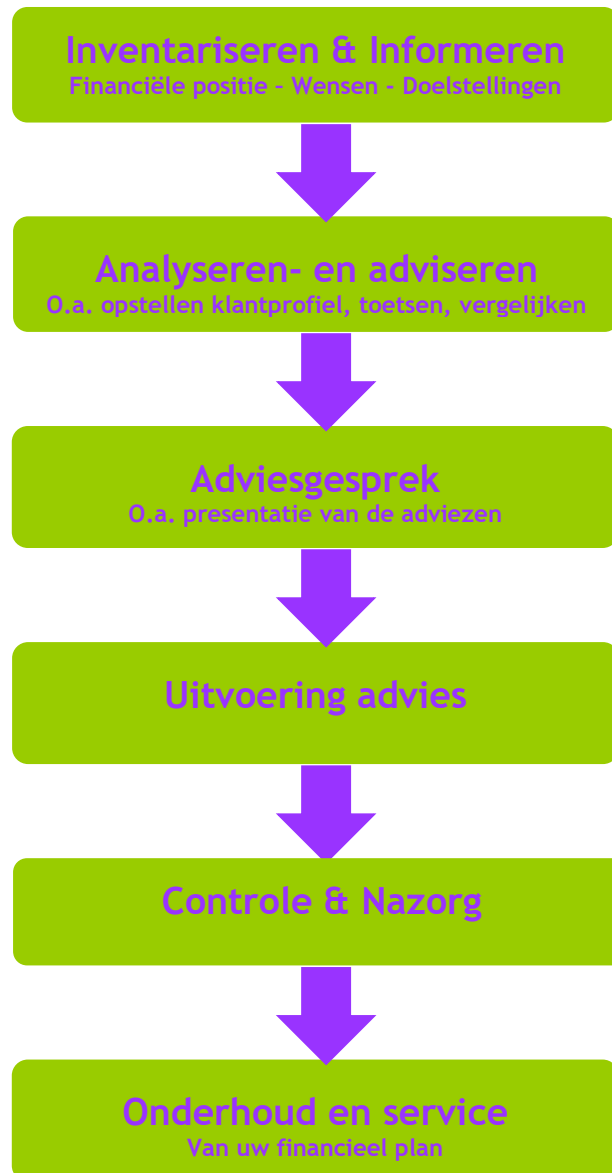 Inventariseren & Informeren
Financiële positie – Wensen - Doelstellingen
Analyseren- en adviseren
O.a. opstellen klantprofiel, toetsen, vergelijken
Adviesgesprek
O.a. presentatie van de adviezen
Uitvoering advies
Controle & Nazorg
Onderhoud en service
Van uw financieel plan